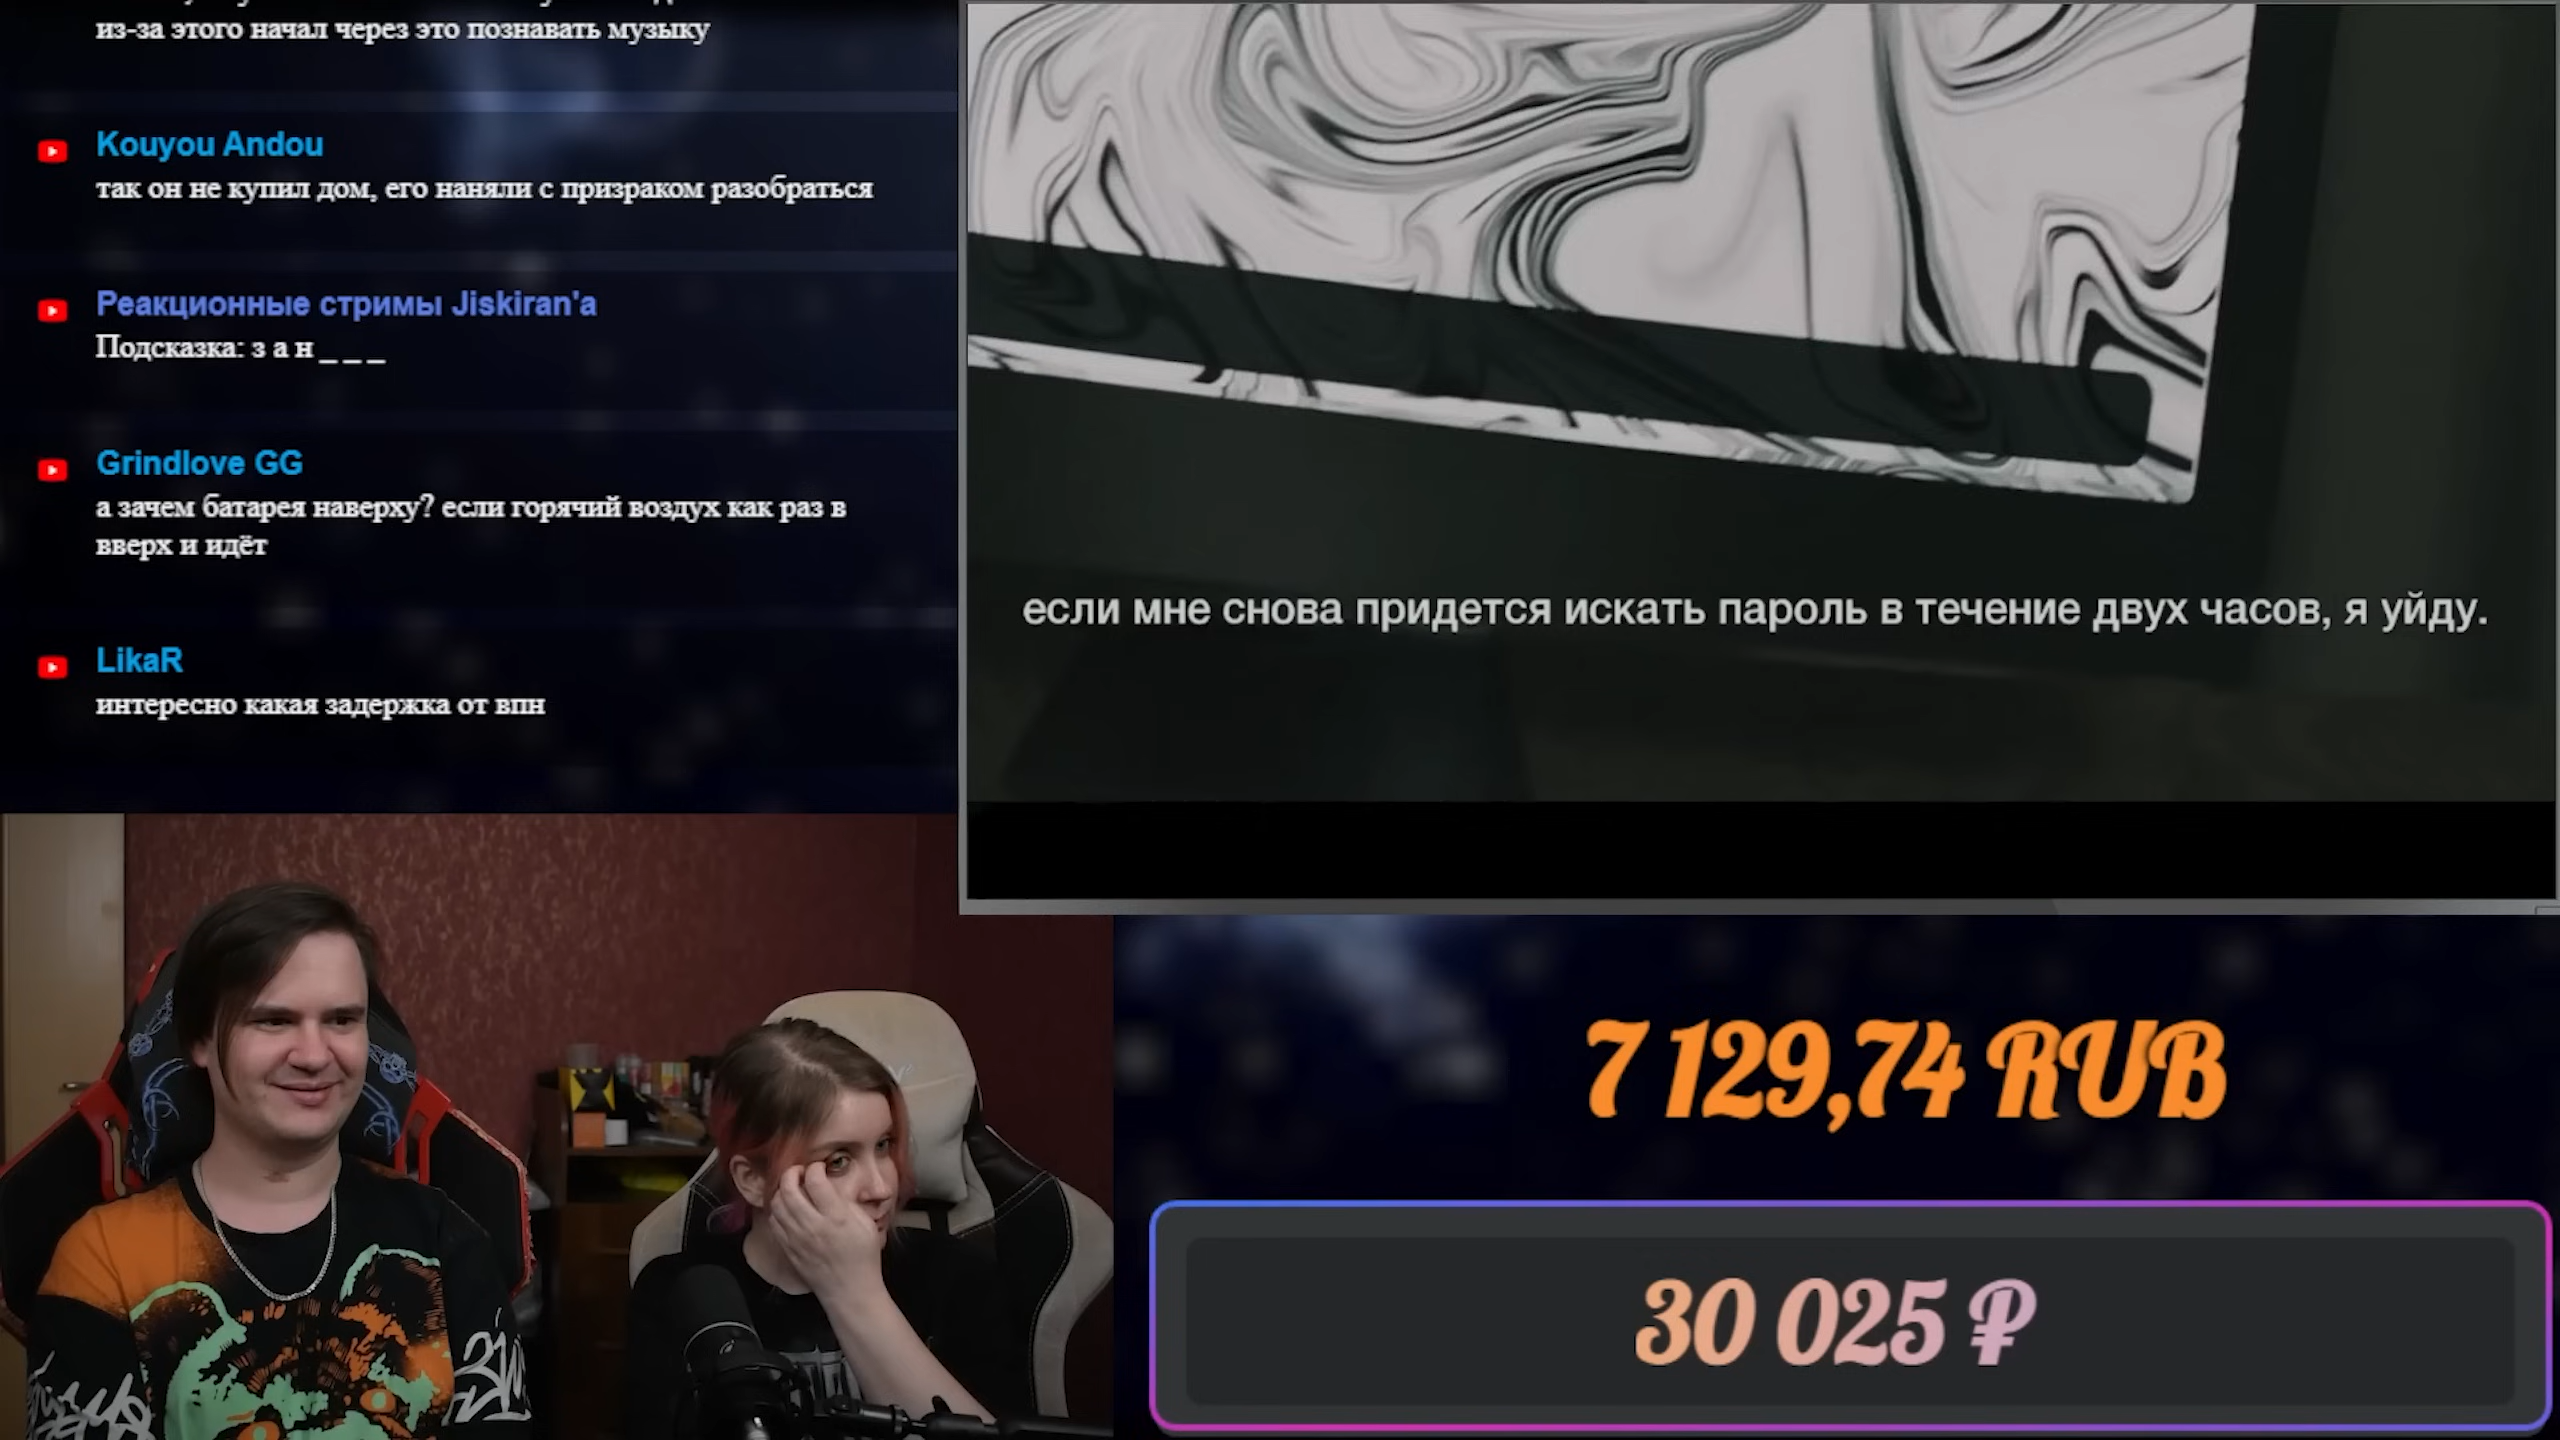 из-за этого начал через это познавать музыку
Kouyou Andou
так он не купил дом, его наняли с призраком разобраться
Реакционные стримы Jiskiran'а
Подсказка: з а н _ _ _
Grindlove GG
а зачем батарея наверху? если горячий воздух как раз в
вверх и идёт
LikaR
интересно какая задержка от впн
если мне снова придется искать пароль в течение двух часов, я уйду.
7 129,74 RUB
30 025 ₽